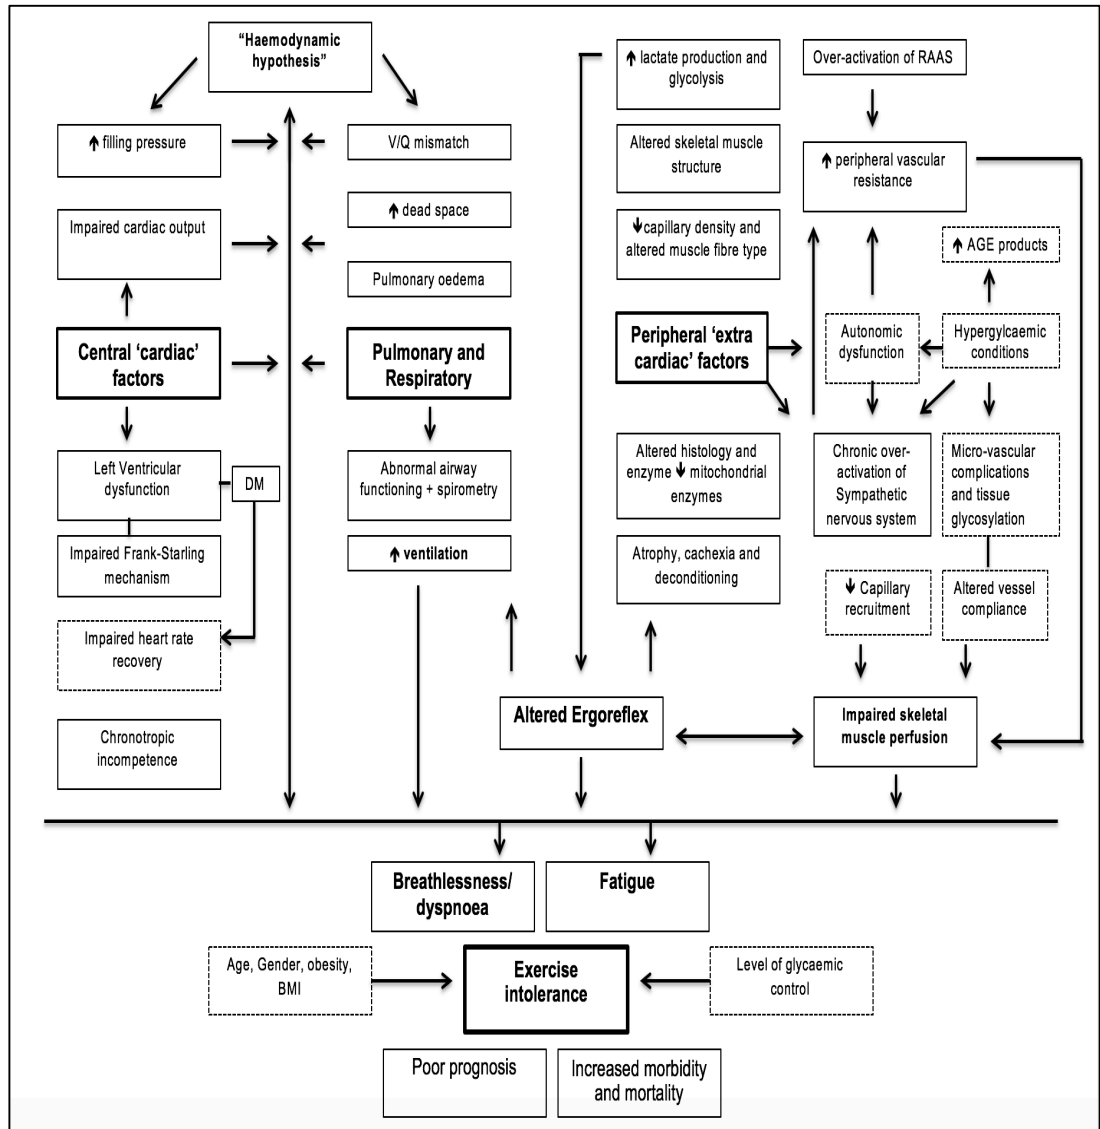 “Haemodynamic
hypothesis”
↑ filling pressure
V/Q mismatch
Impaired cardiac output
↑ dead space
Pulmonary oedema
Central ‘cardiac’
factors
Pulmonary and
Respiratory
Left Ventricular
dysfunction
DM
Abnormal airway
functioning + spirometry
Impaired Frank-Starling
mechanism
↑ ventilation
Impaired heart rate
recovery
Chronotropic
incompetence
↑ lactate production and
glycolysis
Over-activation of RAAS
Altered skeletal muscle
structure
↑ peripheral vascular
resistance
↓ capillary density and
altered muscle fibre type
↑ AGE products
Peripheral ‘extra
cardiac’ factors
Autonomic
dysfunction
Hypergylcaemic
conditions
Altered histology and
enzyme ↓ mitochondrial
enzymes
Chronic over-
activation of
Sympathetic
nervous system
Micro-vascular
complications
and tissue
glycosylation
Atrophy, cachexia and
deconditioning
↓ Capillary
recruitment
Altered vessel
compliance
Altered Ergoreflex
Impaired skeletal
muscle perfusion
Breathlessness/
dyspnoea
Fatigue
Age, Gender, obesity,
BMI
Exercise
intolerance
Level of glycaemic
control
Poor prognosis
Increased morbidity
and mortality